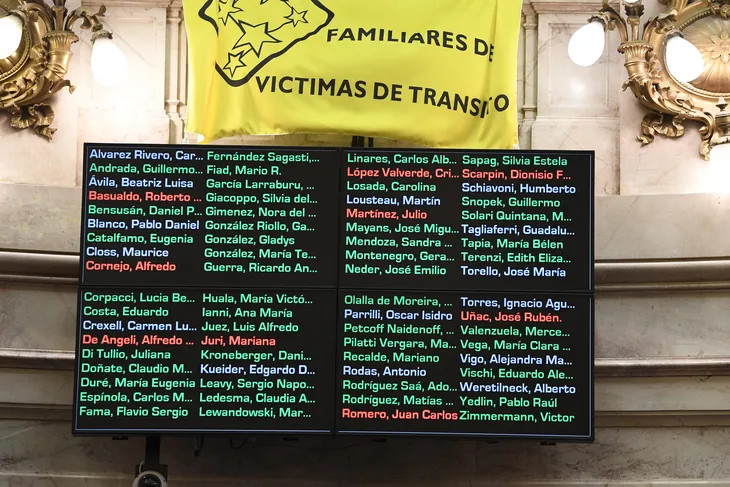 FAMILIARES DE
VICTIMAS DE TRANSITO
Alvarez Rivero, Car...
Andrada, Guillermo...
Ávila, Beatriz Luisa
Basualdo, Roberto ...
Bensusán, Daniel P...
Blanco, Pablo Daniel
Catalfamo, Eugenia
Closs, Maurice
Cornejo, Alfredo
Fernández Sagasti,...
Fiad, Mario R.
García Larraburu, ...
Giacoppo, Silvia del...
Gimenez, Nora del ...
González Riollo, Ga...
González, Gladys
González, María Te...
Guerra, Ricardo An...
Linares, Carlos Alb...
López Valverde, Cri...
Losada, Carolina
Lousteau, Martín
Martínez, Julio
Mayans, José Migu...
Mendoza, Sandra ...
Montenegro, Gera...
Neder, José Emilio
Sapag, Silvia Estela
Scarpin, Dionisio F...
Schiavoni, Humberto
Snopek, Guillermo
Solari Quintana, M...
Tagliaferri, Guadalu...
Tapia, María Belén
Terenzi, Edith Eliza...
Torello, José María
Corpacci, Lucia Be...
Costa, Eduardo
Crexell, Carmen Lu...
De Angeli, Alfredo ...
Di Tullio, Juliana
Doñate, Claudio M...
Duré, María Eugenia
Espínola, Carlos M...
Fama, Flavio Sergio
Huala, María Victó...
Ianni, Ana María
Juez, Luis Alfredo
Juri, Mariana
Kroneberger, Dani...
Kueider, Edgardo D...
Leavy, Sergio Napo...
Ledesma, Claudia A...
Lewandowski, Mar...
Olalla de Moreira, ...
Parrilli, Oscar Isidro
Petcoff Naidenoff, ...
Pilatti Vergara, Ma...
Recalde, Mariano
Rodas, Antonio
Rodríguez Saá, Ado...
Rodríguez, Matías ...
Romero, Juan Carlos
Torres, Ignacio Agu...
Uñac, José Rubén.
Valenzuela, Merce...
Vega, María Clara ...
Vigo, Alejandra Ma...
Vischi, Eduardo Ale...
Weretilneck, Alberto
Yedlin, Pablo Raúl
Zimmermann, Victor